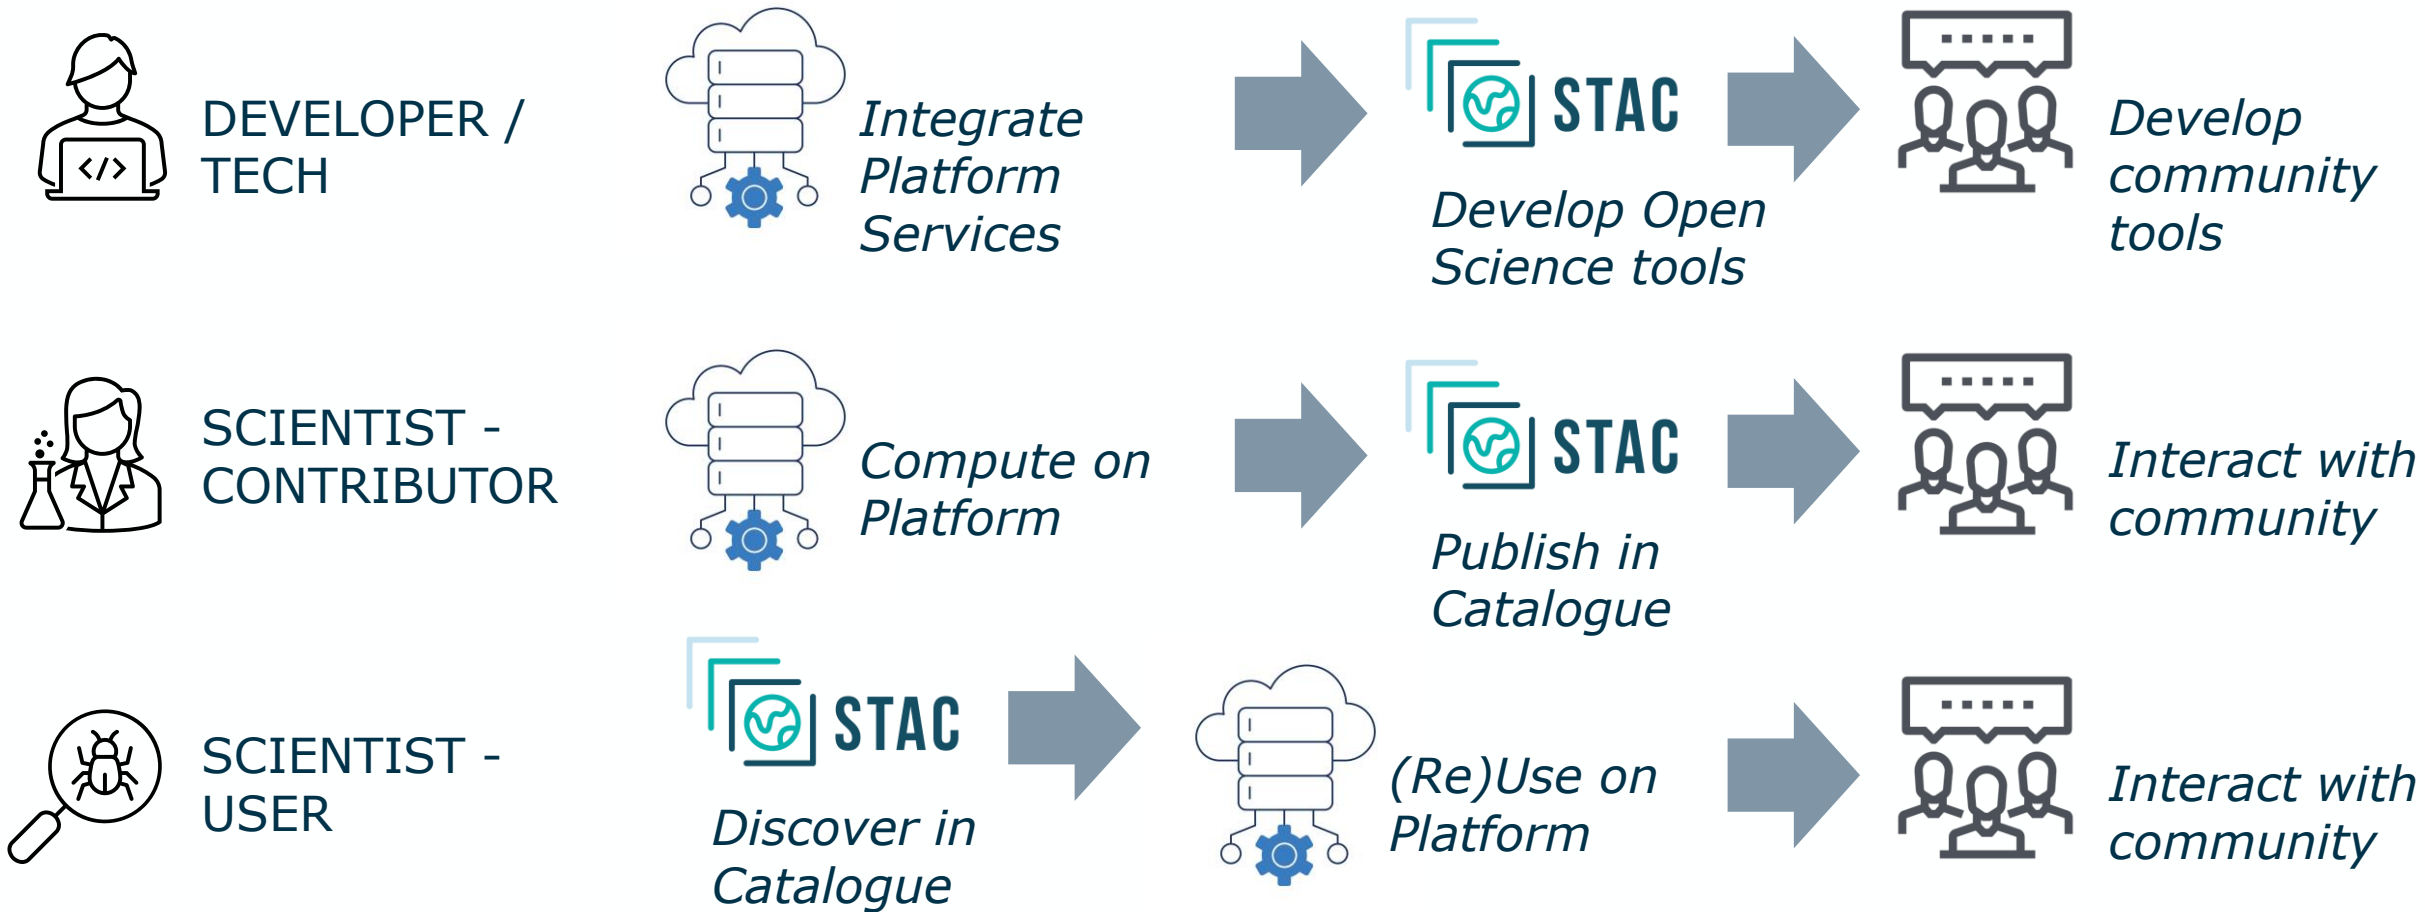 DEVELOPER /
TECH
</>
Integrate
Platform
Services
STAC
Develop Open
Science tools
Develop
community
tools
SCIENTIST -
CONTRIBUTOR
Compute on
Platform
STAC
Publish in
Catalogue
Interact with
community
SCIENTIST -
USER
STAC
Discover in
Catalogue
(Re)Use on
Platform
Interact with
community